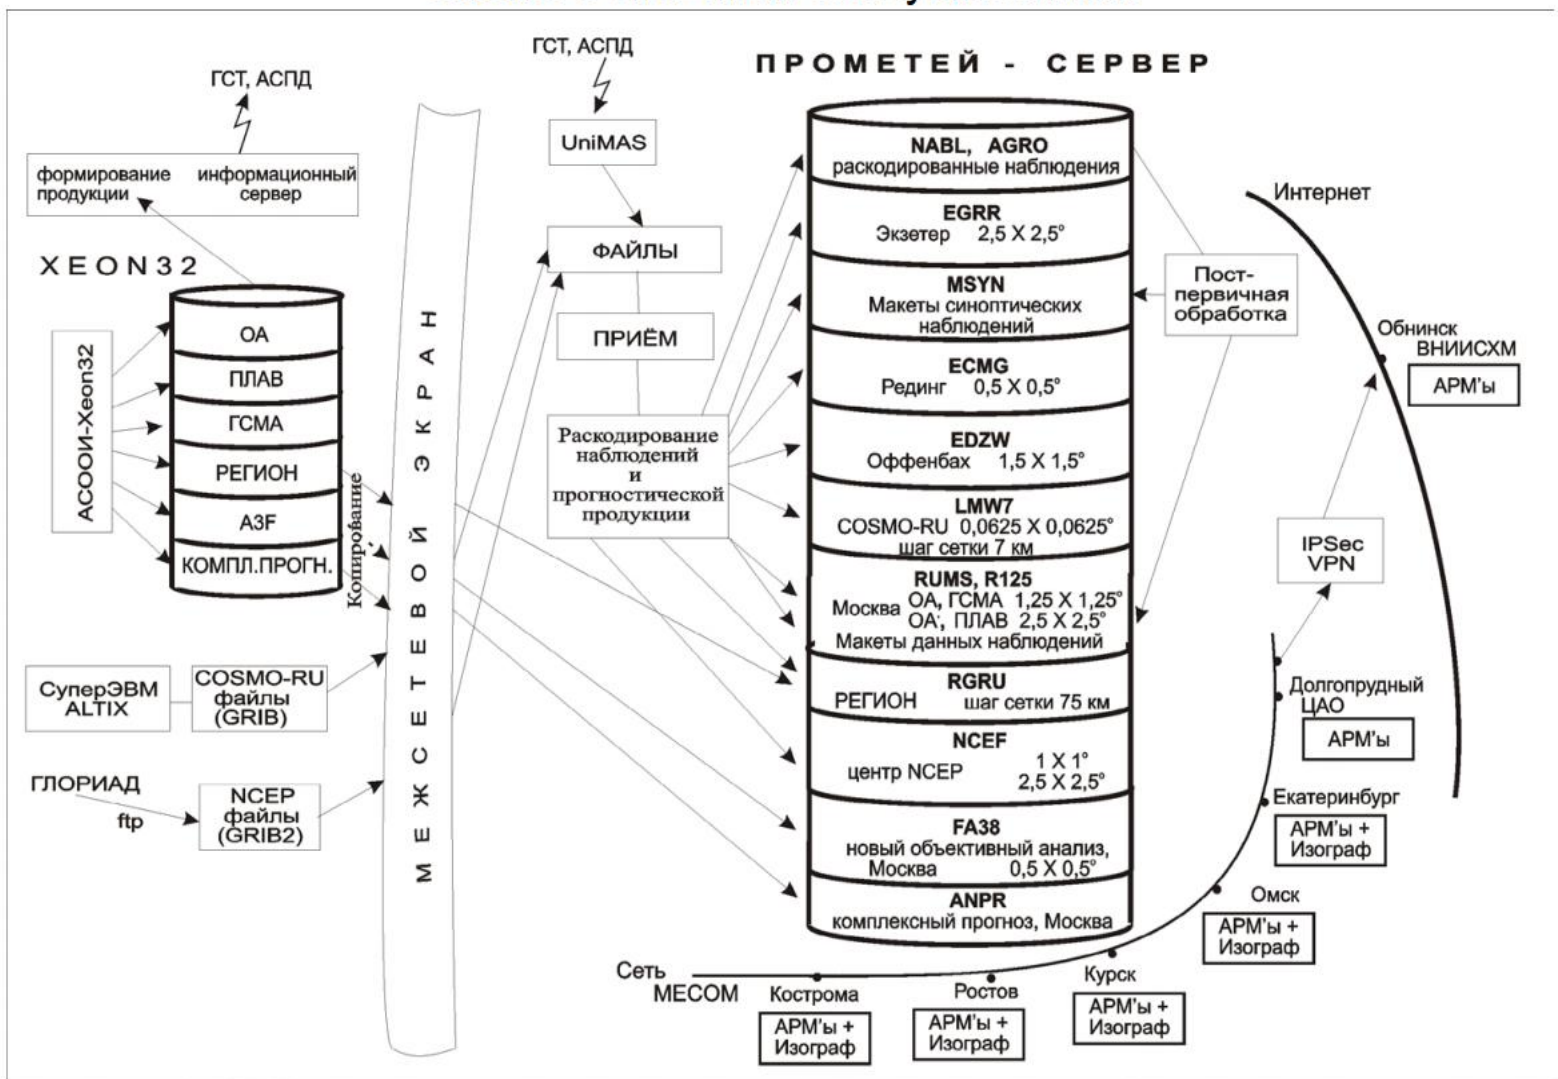 ГСТ, АСПД
формирование продукции
информационный сервер
XEON32
АСООИ-Xeon32
ОА
ПЛАВ
ГСМА
РЕГИОН
АЗF
КОМПЛ.ПРОГН.
Копирование
СуперЭВМ
ALTIX
COSMO-RU
файлы
(GRIB)
ГЛОРИАД
ftp
NCEP
файлы
(GRIB2)
МЕЖСЕТЕВОЙ ЭКРАН
ГСТ, АСПД
UniMAS
ФАЙЛЫ
ПРИЁМ
Раскодирование
наблюдений
и
прогностической
продукции
ПРОМЕТЕЙ - СЕРВЕР
NABL, AGRO
раскодированные наблюдения
EGRR
Экзетер 2,5 X 2,5°
MSYN
Макеты синоптических
наблюдений
ECMG
Рединг 0,5 X 0,5°
EDZW
Оффенбах 1,5 X 1,5°
LMW7
COSMO-RU 0,0625 X 0,0625°
шаг сетки 7 км
RUMS, R125
Москва ОА, ГСМА 1,25 X 1,25°
ОА, ПЛАВ 2,5 X 2,5°
Макеты данных наблюдений
RGRU
РЕГИОН шаг сетки 75 км
NCEF
центр NCEP 1 X 1°
2,5 X 2,5°
FA38
новый объективный анализ,
Москва 0,5 X 0,5°
ANPR
комплексный прогноз, Москва
Пост-
первичная
обработка
Интернет
Обнинск
ВНИИСХМ
АРМ'ы
IPSec
VPN
Долгопрудный
ЦАО
АРМ'ы
Екатеринбург
АРМ'ы +
Изограф
Омск
АРМ'ы +
Изограф
Курск
АРМ'ы +
Изограф
Ростов
АРМ'ы +
Изограф
Кострома
АРМ'ы +
Изограф
Сеть
МЕСОМ